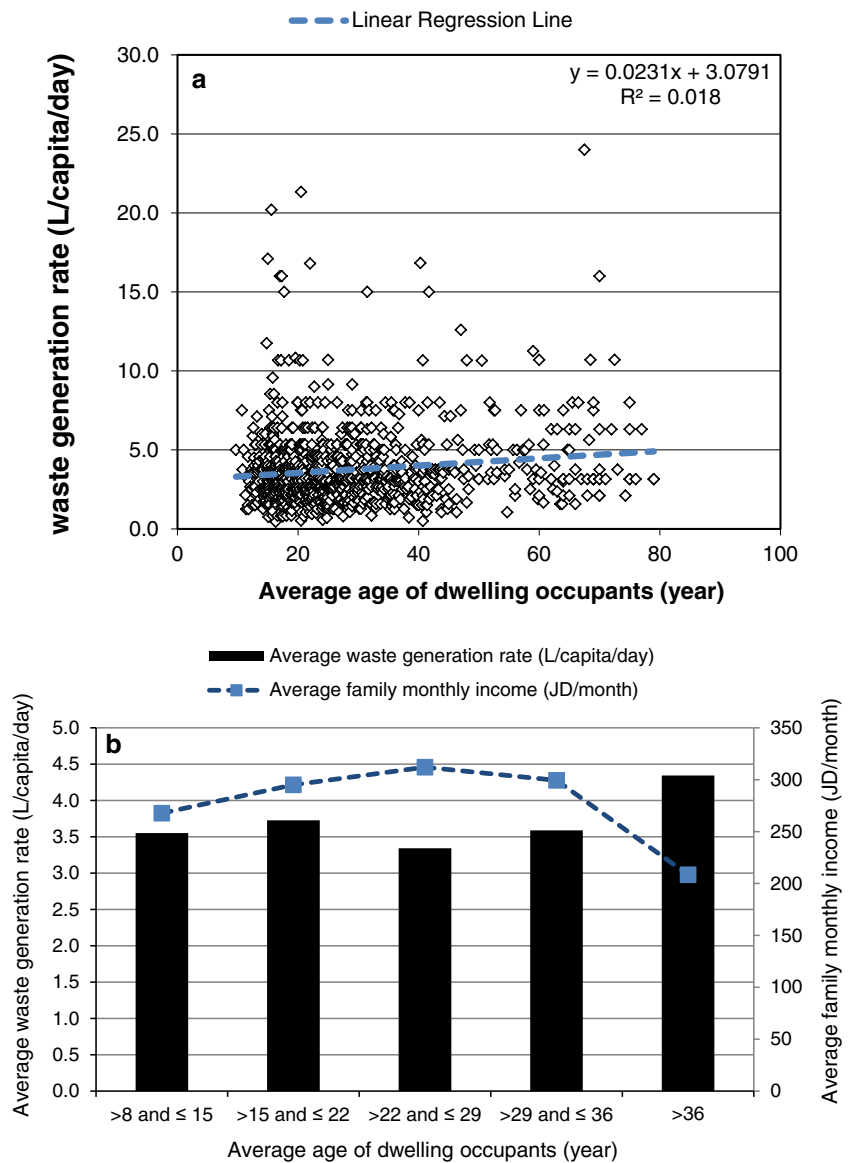 Linear Regression Line
a
y = 0.0231x + 3.0791
R² = 0.018
waste generation rate (L/capita/day)
30.0
25.0
20.0
15.0
10.0
5.0
0.0
0 20 40 60 80 100
Average age of dwelling occupants (year)
Average waste generation rate (L/capita/day)
Average family monthly income (JD/month)
b
Average waste generation rate (L/capita/day)
5.0
4.5
4.0
3.5
3.0
2.5
2.0
1.5
1.0
0.5
0.0
350
300
250
200
150
100
50
0
Average family monthly income (JD/month)
>8 and ≤ 15 >15 and ≤ 22 >22 and ≤ 29 >29 and ≤ 36 >36
Average age of dwelling occupants (year)